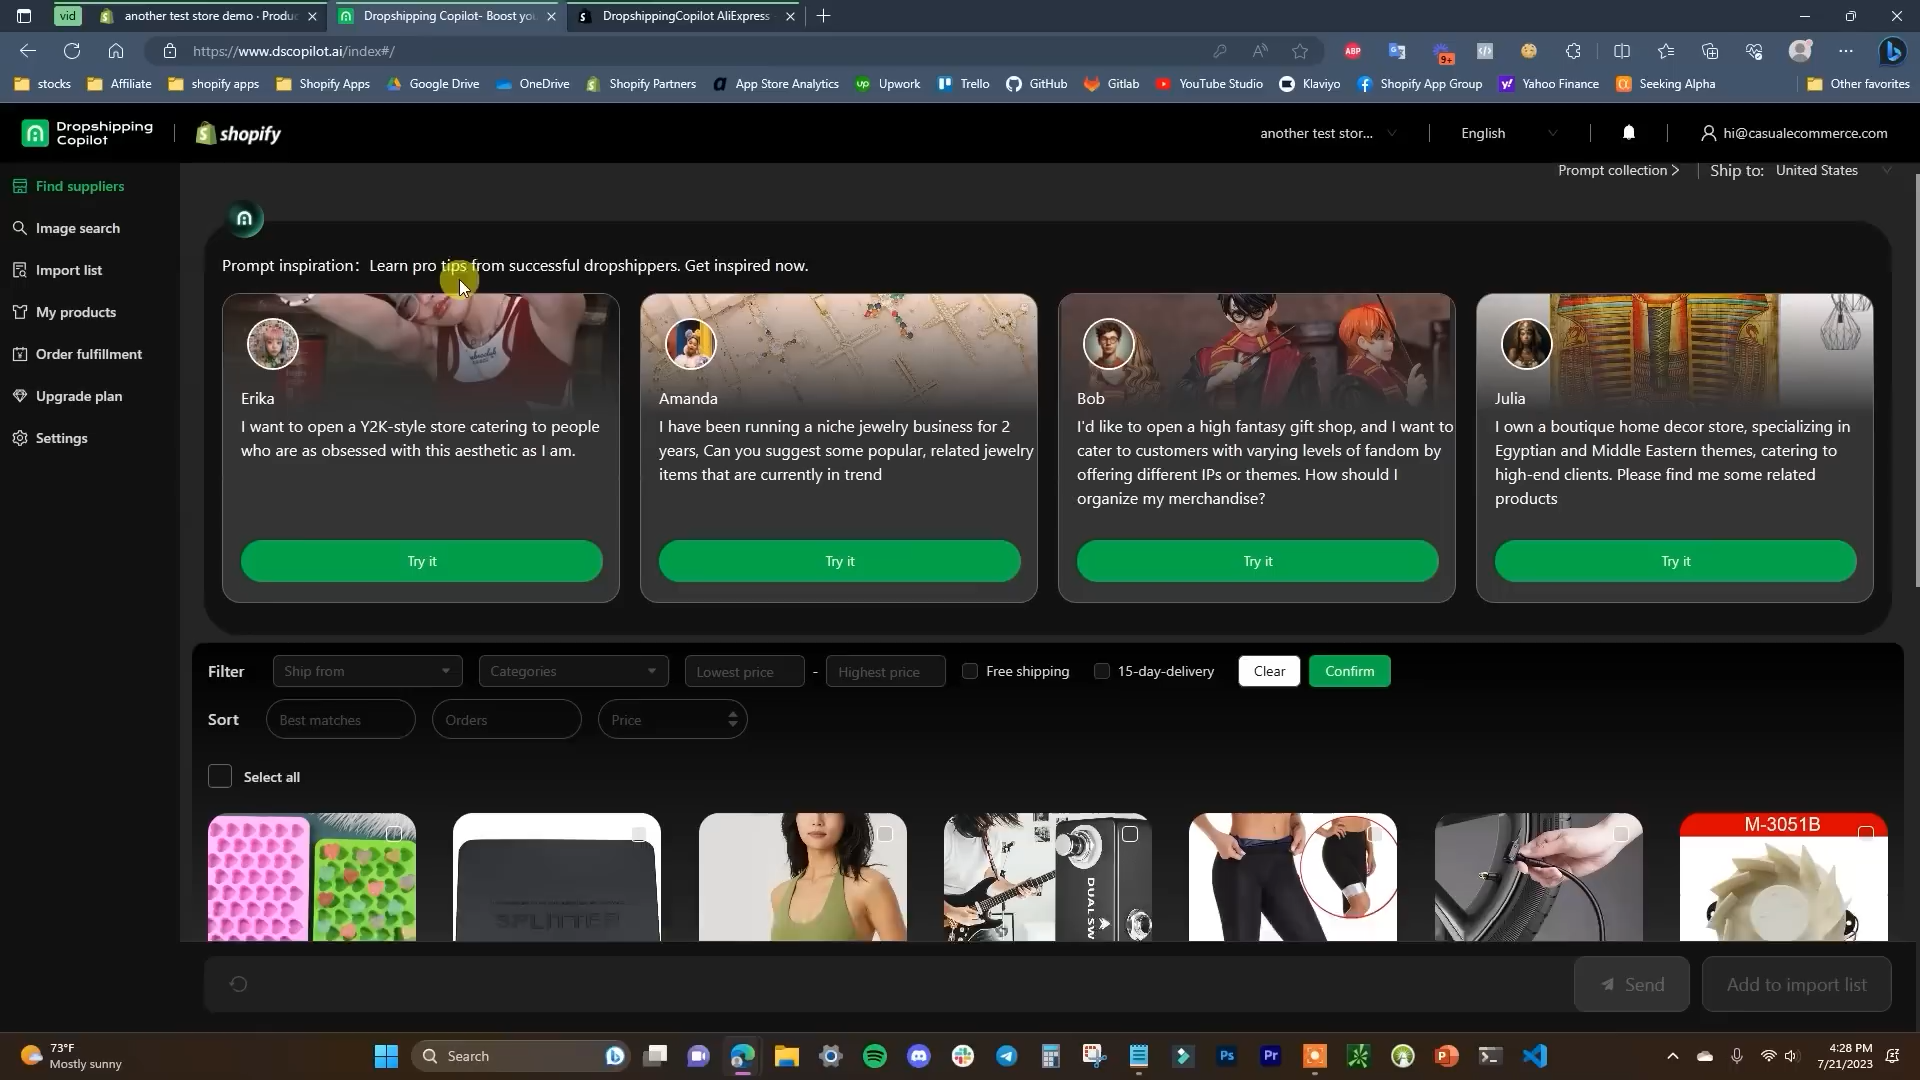 vid
another test store demo · Produc
Dropshipping Copilot- Boost you
DropshippingCopilot AliExpress
https://www.dscopilot.ai/index#/
ABP
9+
stocks
Affiliate
shopify apps
Shopify Apps
Google Drive
OneDrive
Shopify Partners
App Store Analytics
Upwork
Trello
GitHub
Gitlab
YouTube Studio
Klaviyo
Shopify App Group
Yahoo Finance
Seeking Alpha
Other favorites
Dropshipping
Copilot
shopify
another test stor...
English
hi@casualecommerce.com
Find suppliers
Image search
Import list
My products
Order fulfillment
Upgrade plan
Settings
Prompt collection >
Ship to:
United States
Prompt inspiration：Learn pro tips from successful dropshippers. Get inspired now.
Erika
I want to open a Y2K-style store catering to people
who are as obsessed with this aesthetic as I am.
Try it
Amanda
I have been running a niche jewelry business for 2
years, Can you suggest some popular, related jewelry
items that are currently in trend
Try it
Bob
I'd like to open a high fantasy gift shop, and I want to
cater to customers with varying levels of fandom by
offering different IPs or themes. How should I
organize my merchandise?
Try it
Julia
I own a boutique home decor store, specializing in
Egyptian and Middle Eastern themes, catering to
high-end clients. Please find me some related
products
Try it
Filter
Ship from
Categories
Lowest price
-
Highest price
Free shipping
15-day-delivery
Clear
Confirm
Sort
Best matches
Orders
Price
Select all
SPLITTER
DUAL SW
M-3051B
Send
Add to import list
73°F
Mostly sunny
Search
Ps
Pr
4:28 PM
7/21/2023